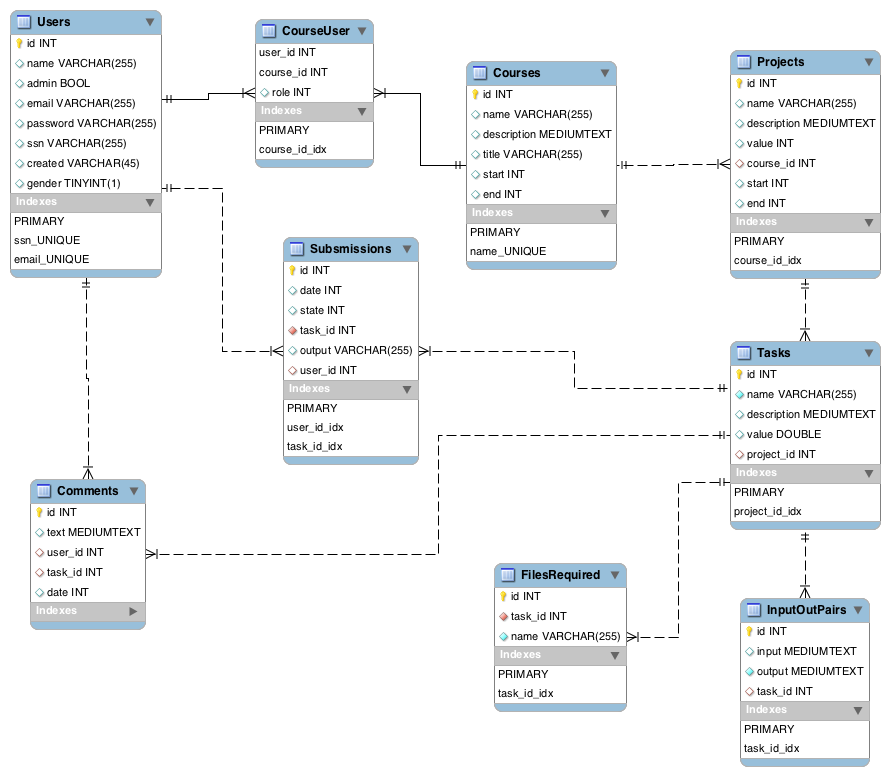 Users
id INT
name VARCHAR(255)
admin BOOL
email VARCHAR(255)
password VARCHAR(255)
ssn VARCHAR(255)
created VARCHAR(45)
gender TINYINT(1)
Indexes
PRIMARY
ssn_UNIQUE
email_UNIQUE
CourseUser
user_id INT
course_id INT
role INT
Indexes
PRIMARY
course_id_idx
Courses
id INT
name VARCHAR(255)
description MEDIUMTEXT
title VARCHAR(255)
start INT
end INT
Indexes
PRIMARY
name_UNIQUE
Projects
id INT
name VARCHAR(255)
description MEDIUMTEXT
value INT
course_id INT
start INT
end INT
Indexes
PRIMARY
course_id_idx
Subsmissions
id INT
date INT
state INT
task_id INT
output VARCHAR(255)
user_id INT
Indexes
PRIMARY
user_id_idx
task_id_idx
Tasks
id INT
name VARCHAR(255)
description MEDIUMTEXT
value DOUBLE
project_id INT
Indexes
PRIMARY
project_id_idx
Comments
id INT
text MEDIUMTEXT
user_id INT
task_id INT
date INT
Indexes
FilesRequired
id INT
task_id INT
name VARCHAR(255)
Indexes
PRIMARY
task_id_idx
InputOutPairs
id INT
input MEDIUMTEXT
output MEDIUMTEXT
task_id INT
Indexes
PRIMARY
task_id_idx